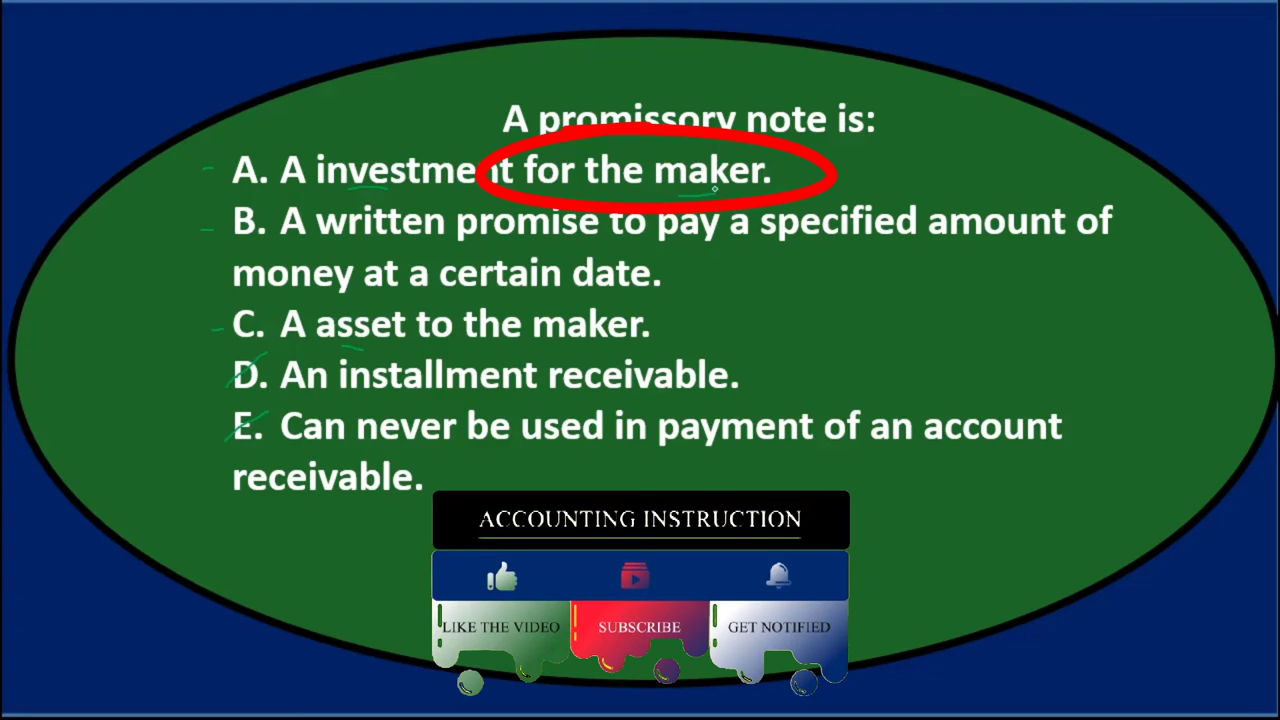 A promissory note is:
A. A investment for the maker.
B. A written promise to pay a specified amount of
money at a certain date.
C. A asset to the maker.
D. An installment receivable.
E. Can never be used in payment of an account
receivable.
ACCOUNTING INSTRUCTION
LIKE THE VIDEO SUBSCRIBE GET NOTIFIED